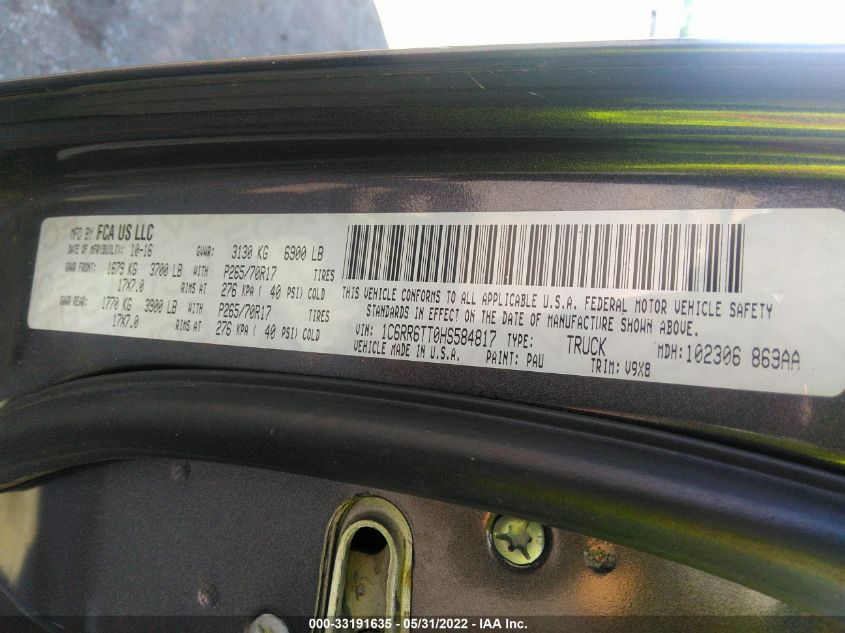 MFD BY FCA US LLC
DATE OF MFR(BUILT): 10-16 GVWR: 3130 KG 6900 LB
GAWR FRONT: 1679 KG 3700 LB WITH P265/70R17 TIRES
17X7.0 RIMS AT 276 KPA ( 40 PSI) COLD
GAWR REAR: 1770 KG 3900 LB WITH P265/70R17 TIRES
17X7.0 RIMS AT 276 KPA ( 40 PSI) COLD
THIS VEHICLE CONFORMS TO ALL APPLICABLE U.S.A. FEDERAL MOTOR VEHICLE SAFETY
STANDARDS IN EFFECT ON THE DATE OF MANUFACTURE SHOWN ABOVE.
VIN: 1C6RR6TT0HS584817 TYPE: TRUCK MDH: 102306 863AA
VEHICLE MADE IN U.S.A. PAINT: PAU TRIM: V9X8
000-33191635 - 05/31/2022 - IAA Inc.